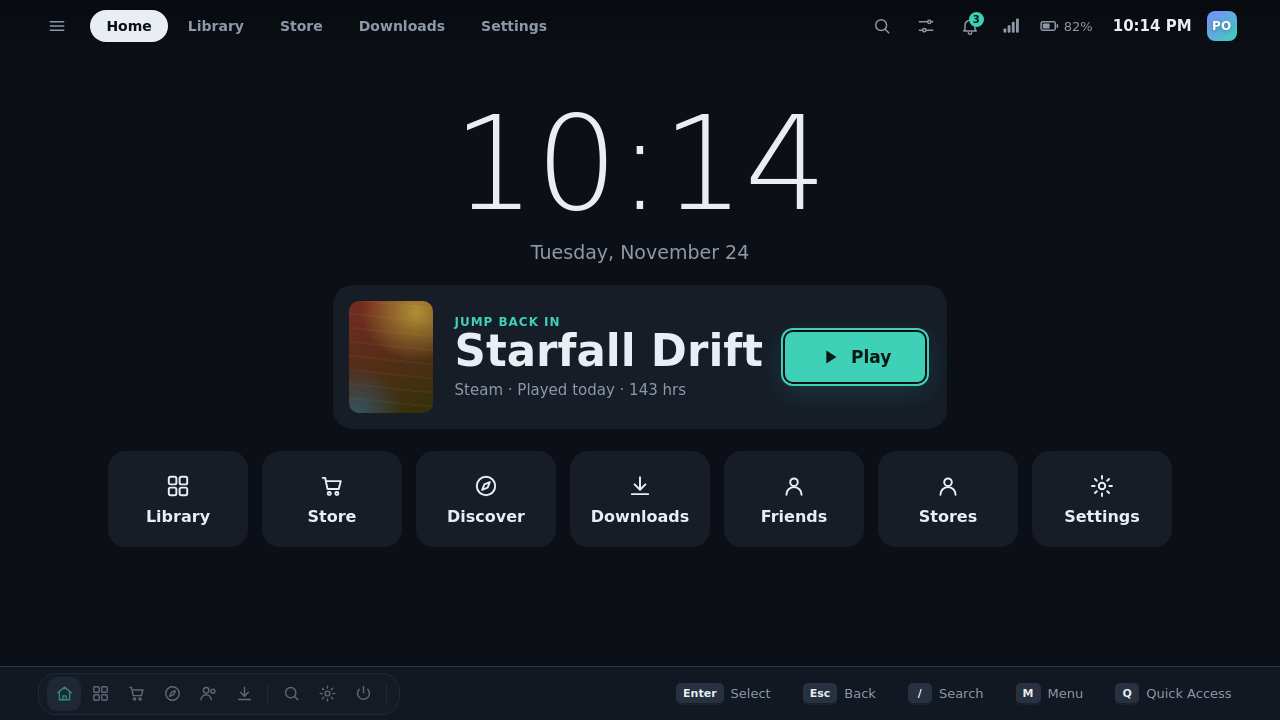 Home Library Store Downloads Settings 3 82% 10:14 PM PO
10:14
Tuesday, November 24
JUMP BACK IN
Starfall Drift
Steam · Played today · 143 hrs
Play
Library Store Discover Downloads Friends Stores Settings
Enter Select Esc Back / Search M Menu Q Quick Access